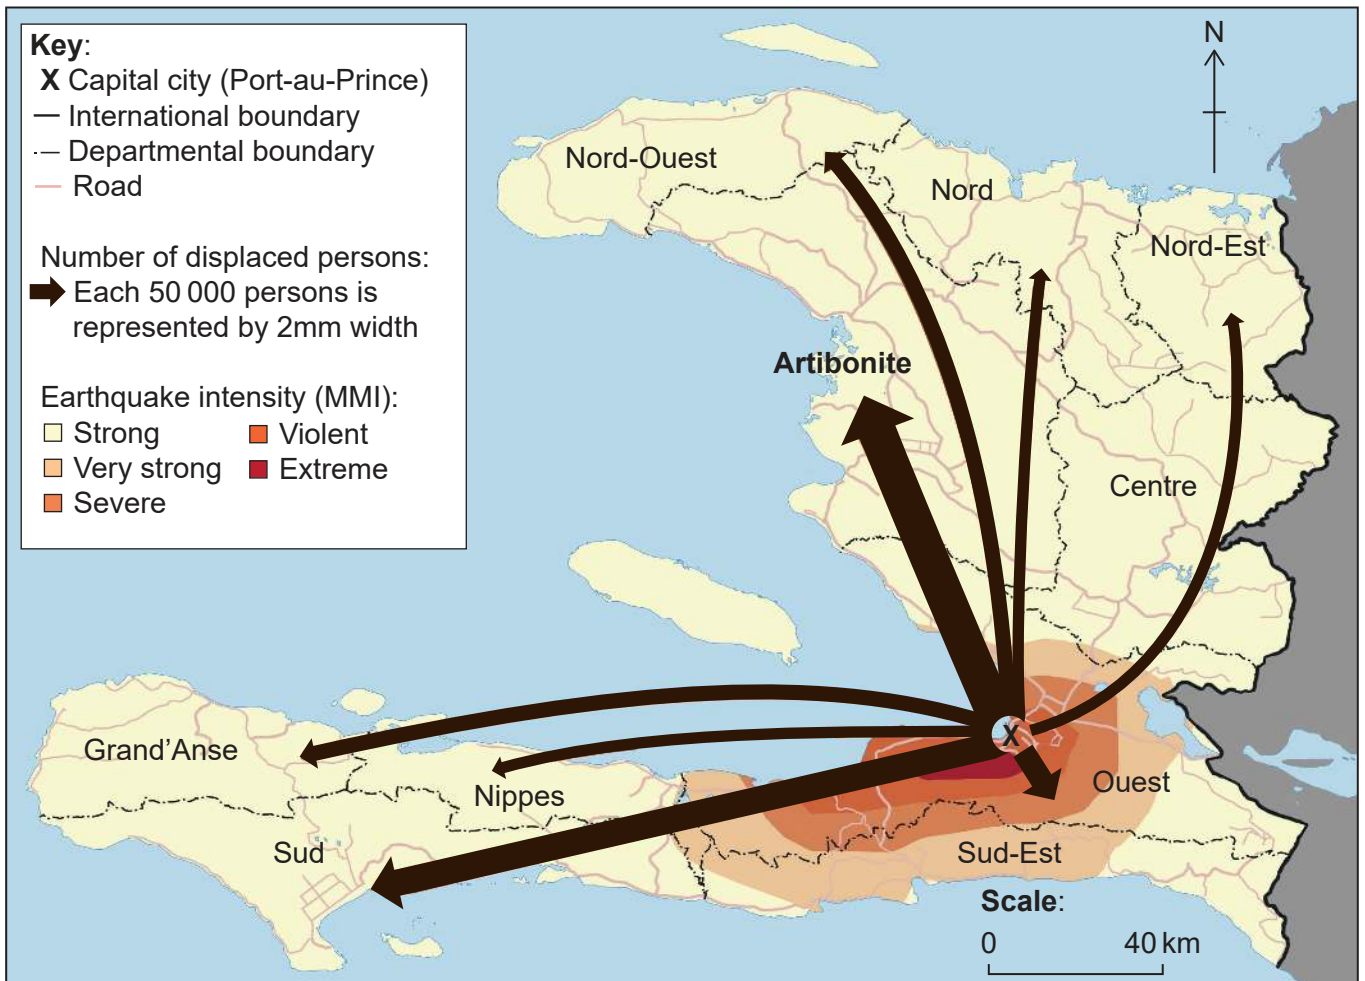 Key:
X Capital city (Port-au-Prince)
International boundary
Departmental boundary
Road
Number of displaced persons:
Each 50 000 persons is
represented by 2mm width
Earthquake intensity (MMI):
Strong
Violent
Very strong
Extreme
Severe
N
Nord-Ouest
Nord
Nord-Est
Artibonite
Centre
Grand’Anse
X
Ouest
Nippes
Sud
Sud-Est
Scale:
0 40 km